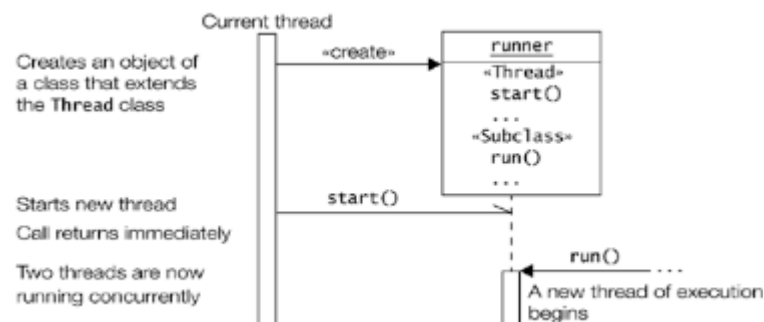 Current thread
Creates an object of
a class that extends
the Thread class
«create»
runner
«Thread»
start()
...
«Subclass»
run()
...
Starts new thread
start()
Call returns immediately
Two threads are now
running concurrently
run()
...
A new thread of execution
begins